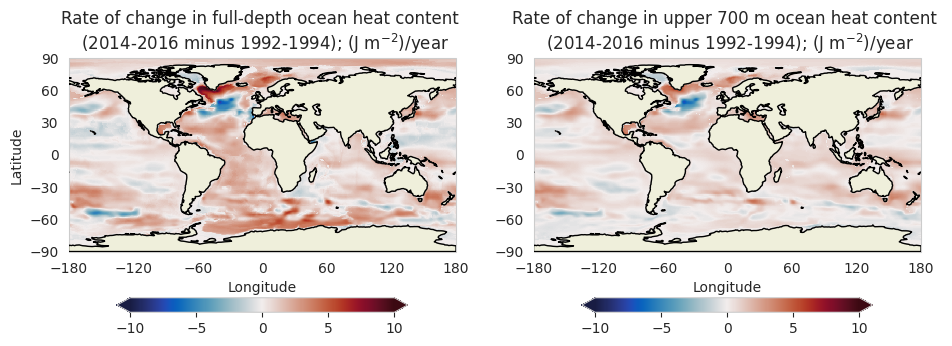 Rate of change in full-depth ocean heat content
(2014-2016 minus 1992-1994); (J m⁻²)/year
90
60
30
0
−30
−60
−90
Latitude
−180 −120 −60 0 60 120 180
Longitude
−10 −5 0 5 10
Rate of change in upper 700 m ocean heat content
(2014-2016 minus 1992-1994); (J m⁻²)/year
90
60
30
0
−30
−60
−90
−180 −120 −60 0 60 120 180
Longitude
−10 −5 0 5 10